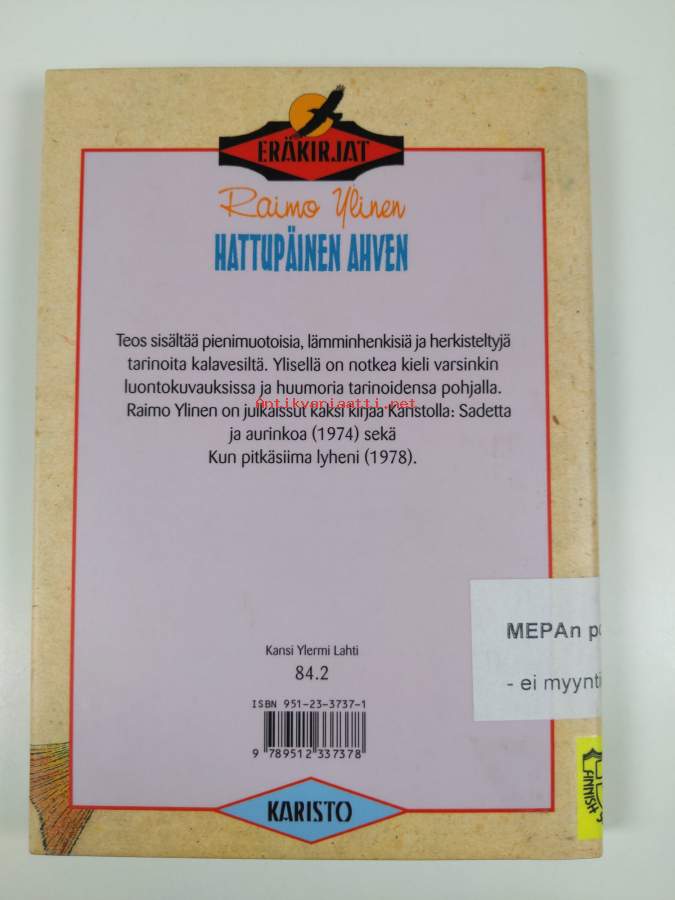 ERÄKIRJAT
Raimo Ylinen
HATTUPÄINEN AHVEN
Teos sisältää pienimuotoisia, lämminhenkisiä ja herkisteltyjä
tarinoita kalavesiltä. Ylisellä on notkea kieli varsinkin
luontokuvauksissa ja huumoria tarinoidensa pohjalla.
Antikvariaatti.net
Raimo Ylinen on julkaissut kaksi kirjaa Karistolla: Sadetta
ja aurinkoa (1974) sekä
Kun pitkäsiima lyheni (1978).
MEPAn po
- ei myynti
Kansi Ylermi Lahti
84.2
ISBN 951-23-3737-1
9 789512 337378
FINNISH
KARISTO